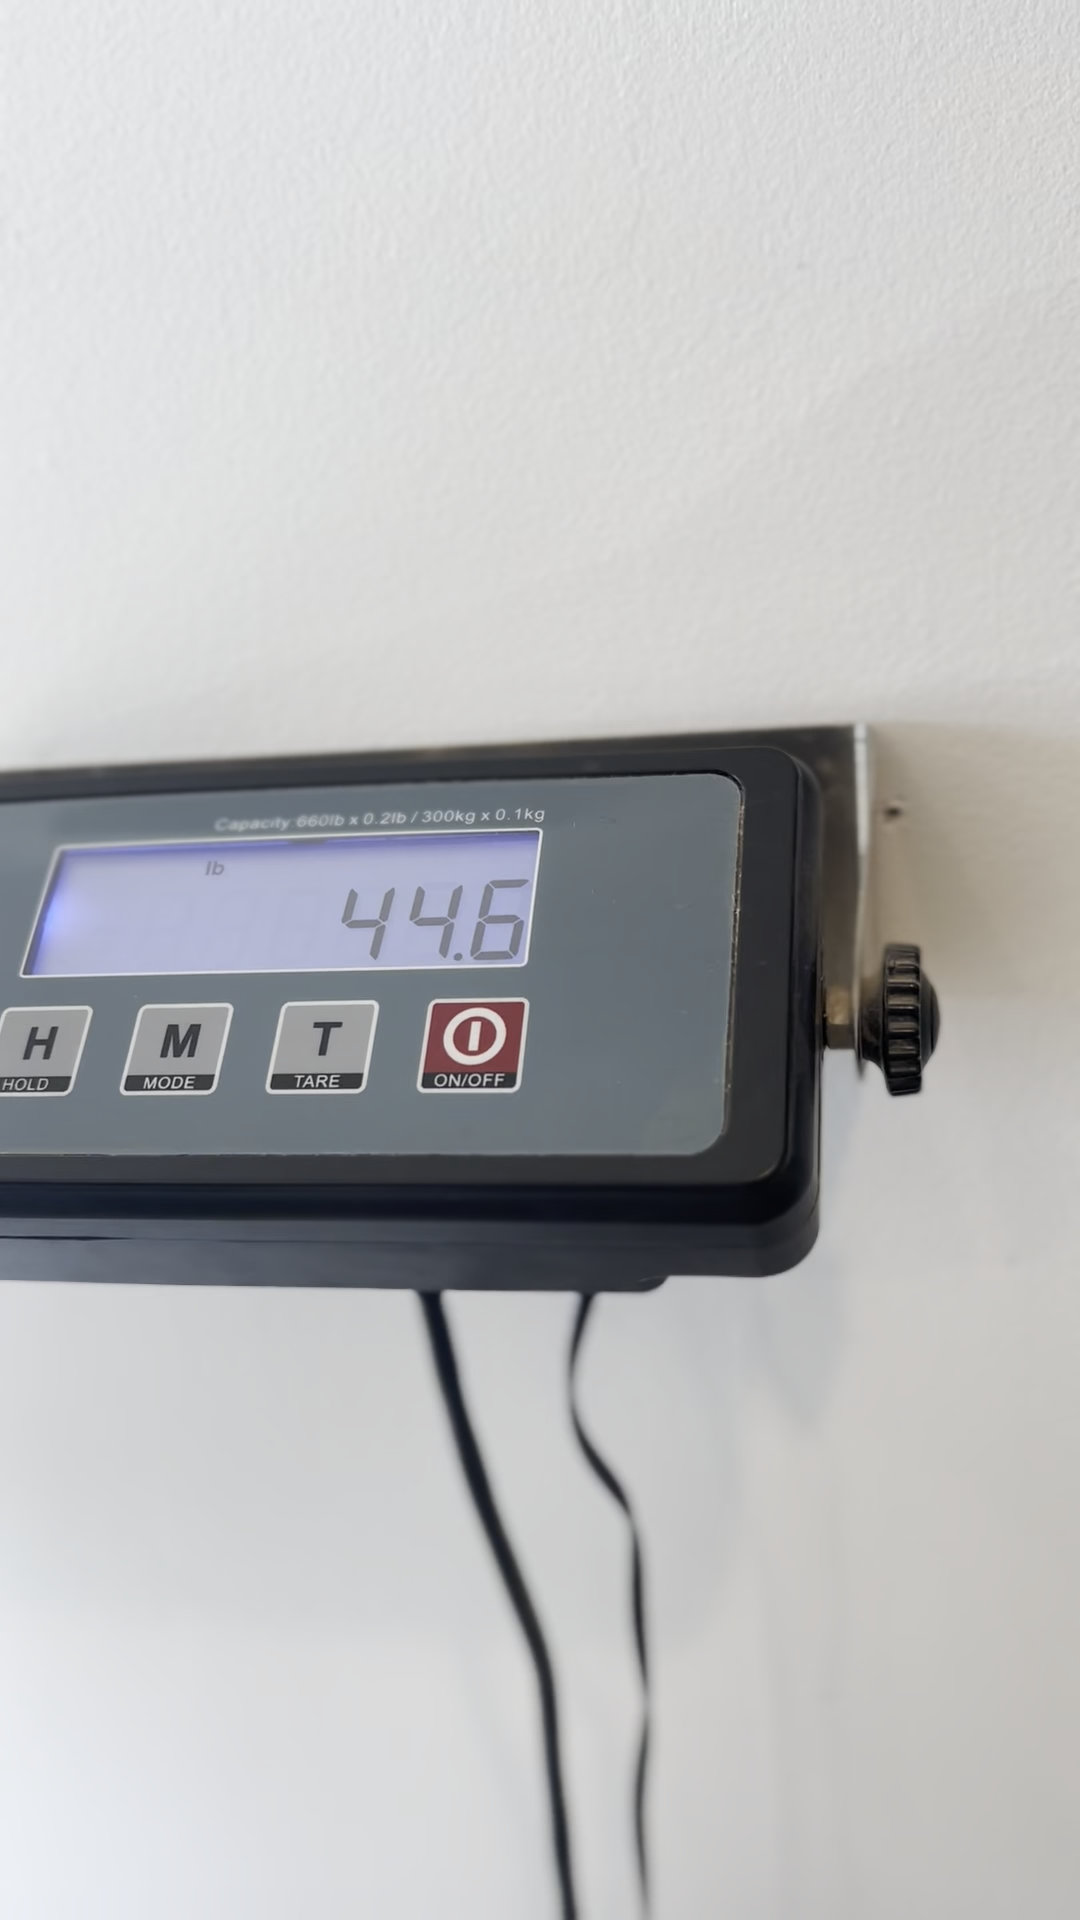 Capacity 660lb x 0.2lb / 300kg x 0.1kg
lb
44.6
H M T
HOLD MODE TARE ON/OFF